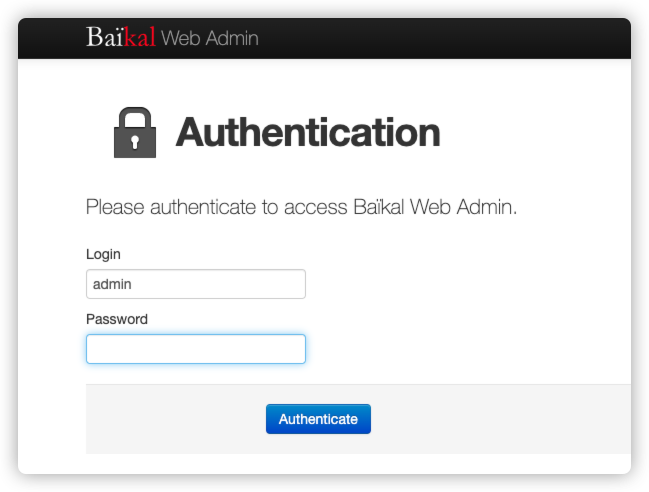 Baïkal Web Admin
Authentication
Please authenticate to access Baïkal Web Admin.
Login
admin
Password
Authenticate